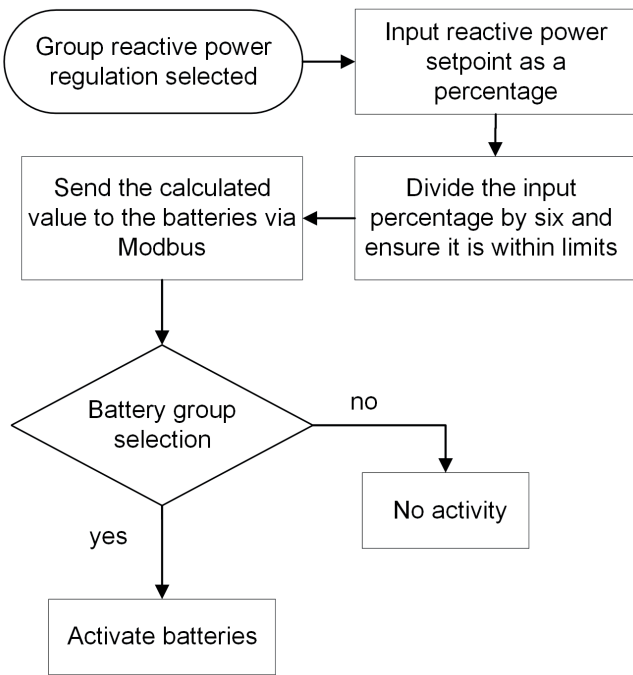 Group reactive power
regulation selected
Input reactive power
setpoint as a
percentage
Divide the input
percentage by six and
ensure it is within limits
Send the calculated
value to the batteries via
Modbus
Battery group
selection
no
No activity
yes
Activate batteries